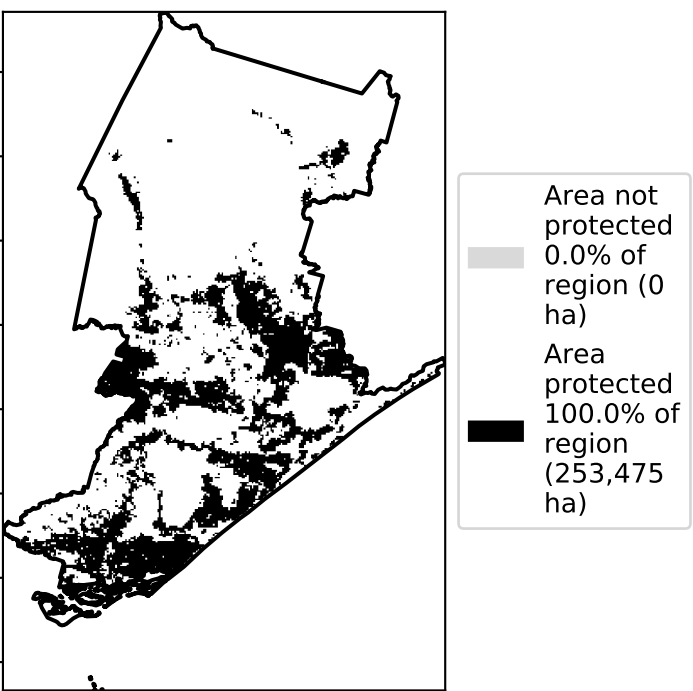 Area not
protected
0.0% of
region (0
ha)
Area
protected
100.0% of
region
(253,475
ha)